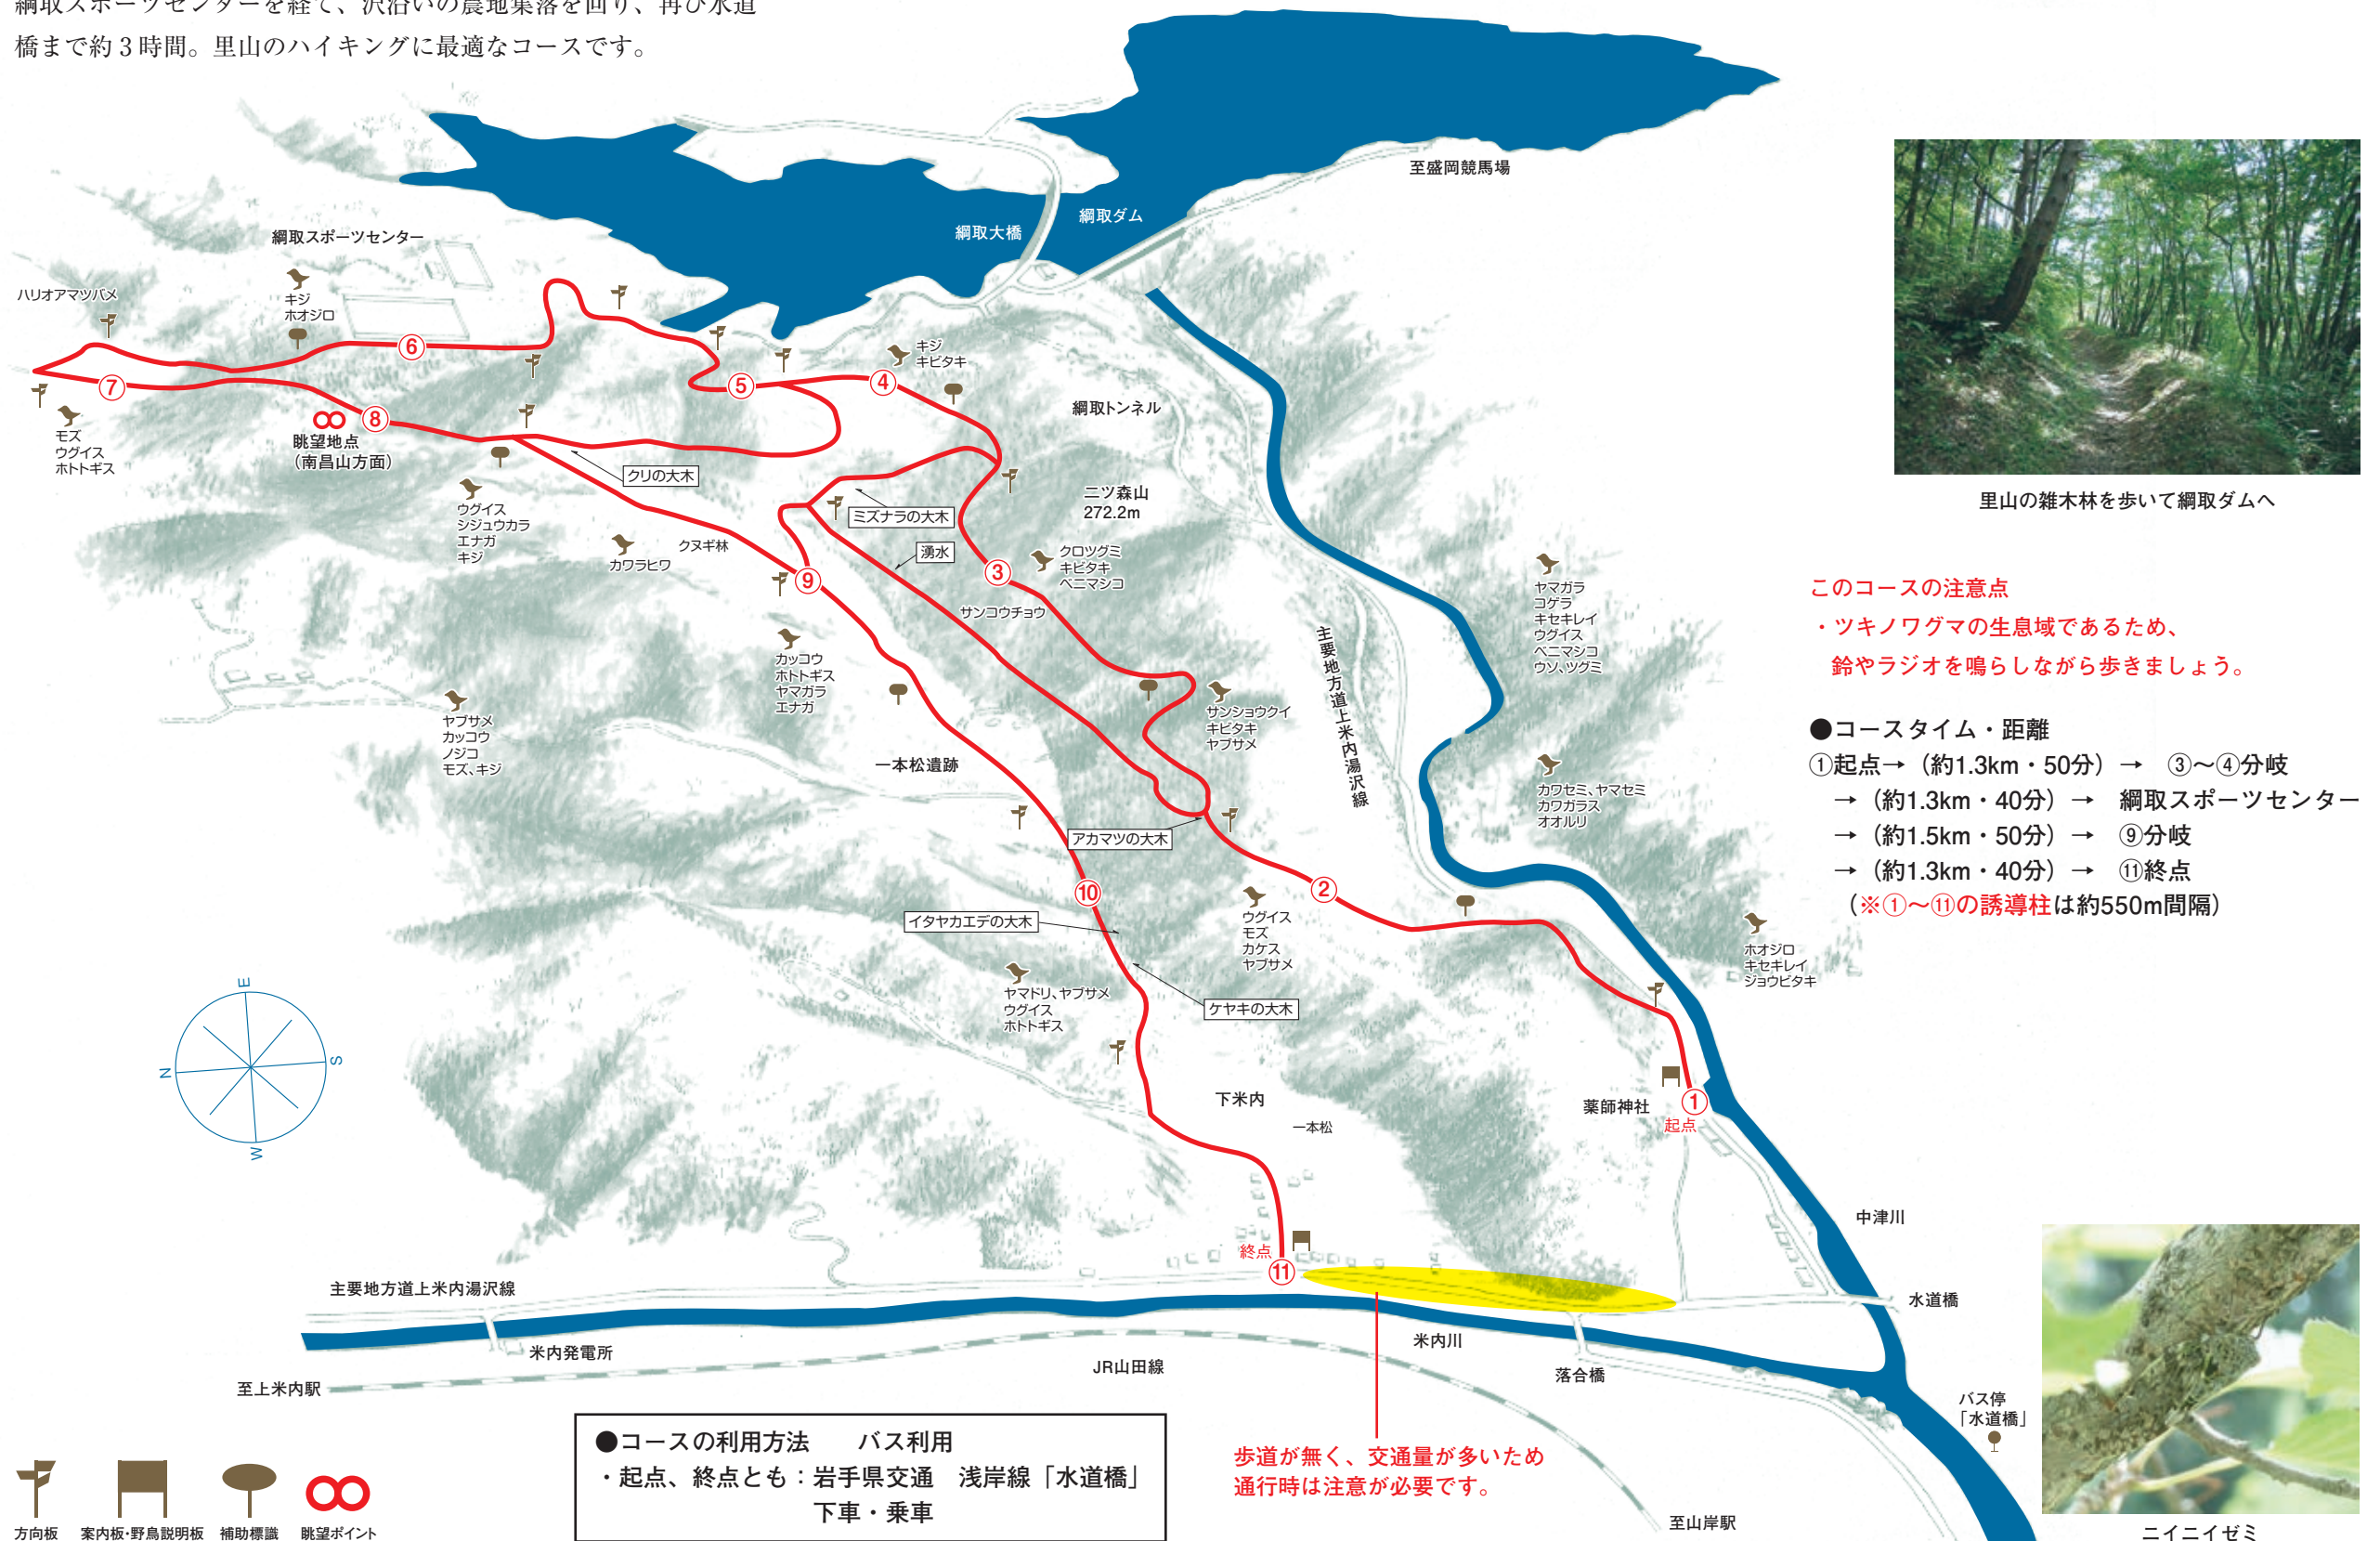 綱取スポーツセンターを経て、沢沿いの農地集落を回り、再び水道
橋まで約３時間。里山のハイキングに最適なコースです。
至盛岡競馬場
綱取ダム
綱取大橋
綱取スポーツセンター
ハリオアマツバメ
キジ
ホオジロ
⑥
⑦
⑧
⑤
④
キジ
キビタキ
綱取トンネル
眺望地点
（南昌山方面）
モズ
ウグイス
ホトトギス
クリの大木
ウグイス
シジュウカラ
エナガ
キジ
カワラヒワ
クヌギ林
ミズナラの大木
湧水
二ツ森山
272.2m
③
クロツグミ
キビタキ
ベニマシコ
サンコウチョウ
⑨
カッコウ
ホトトギス
ヤマガラ
エナガ
ヤブサメ
カッコウ
ノジコ
モズ、キジ
一本松遺跡
サンショウクイ
キビタキ
ヤブサメ
主要地方道上米内湯沢線
ヤマガラ
コゲラ
キセキレイ
ウグイス
ベニマシコ
ウソ、ツグミ
カワセミ、ヤマセミ
カワガラス
オオルリ
アカマツの大木
②
⑩
イタヤカエデの大木
ウグイス
モズ
カケス
ヤブサメ
ホオジロ
キセキレイ
ジョウビタキ
ヤマドリ、ヤブサメ
ウグイス
ホトトギス
ケヤキの大木
E
N
S
W
下米内
一本松
薬師神社
①
起点
終点
⑪
中津川
水道橋
主要地方道上米内湯沢線
米内発電所
至上米内駅
JR山田線
米内川
落合橋
バス停
「水道橋」
至山岸駅
歩道が無く、交通量が多いため
通行時は注意が必要です。
里山の雑木林を歩いて綱取ダムへ
このコースの注意点
・ツキノワグマの生息域であるため、
鈴やラジオを鳴らしながら歩きましょう。
●コースタイム・距離
①起点→（約1.3km・50分）→　③～④分岐
→（約1.3km・40分）→　綱取スポーツセンター
→（約1.5km・50分）→　⑨分岐
→（約1.3km・40分）→　⑪終点
（※①～⑪の誘導柱は約550m間隔）
●コースの利用方法　　バス利用
・起点、終点とも：岩手県交通　浅岸線「水道橋」
下車・乗車
方向板　案内板・野鳥説明板　補助標識　眺望ポイント
ニイニイゼミ